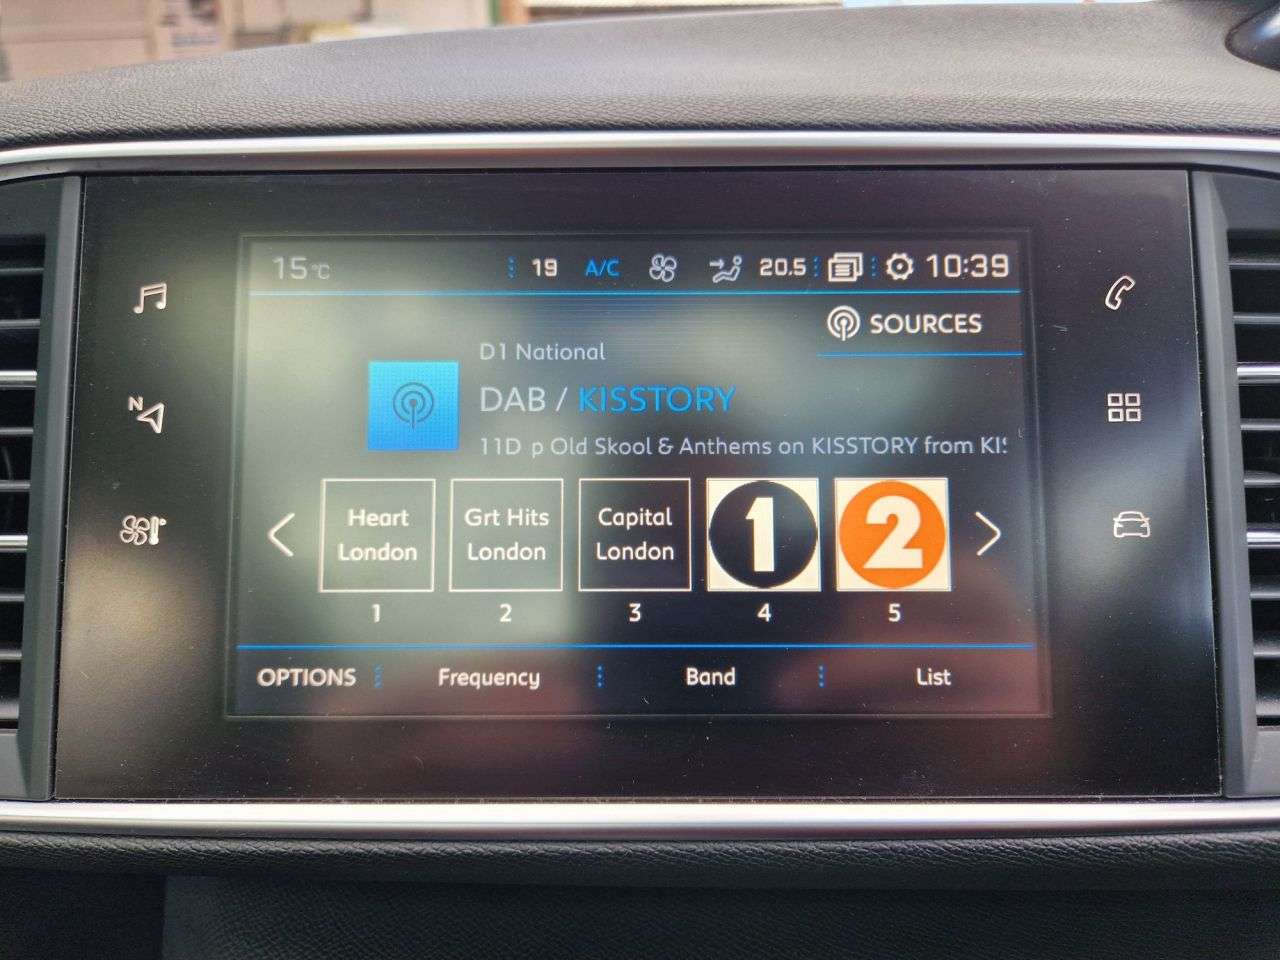 15°C 19 A/C 20.5 10:39
SOURCES
D1 National
DAB / KISSTORY
11D p Old Skool & Anthems on KISSTORY from KI
Heart London
Grt Hits London
Capital London
1
2
1 2 3 4 5
OPTIONS Frequency Band List
N